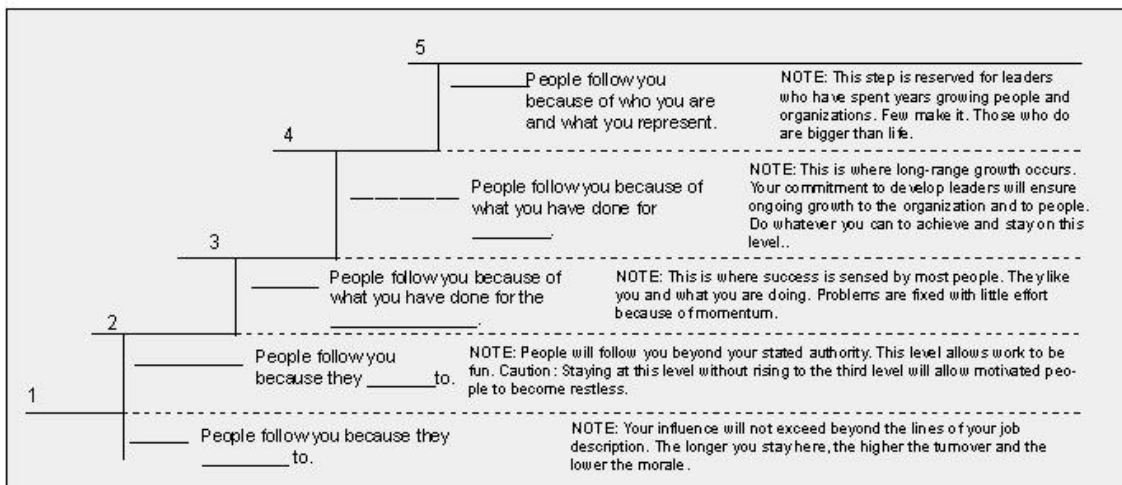 5
______ People follow you
because of who you are
and what you represent.
NOTE: This step is reserved for leaders
who have spent years growing people and
organizations. Few make it. Those who do
are bigger than life.
4
________ People follow you because of
what you have done for
________.
NOTE: This is where long-range growth occurs.
Your commitment to develop leaders will ensure
ongoing growth to the organization and to people.
Do whatever you can to achieve and stay on this
level..
3
______ People follow you because of
what you have done for the
______________.
NOTE: This is where success is sensed by most people. They like
you and what you are doing. Problems are fixed with little effort
because of momentum.
2
________ People follow you
because they ______ to.
NOTE: People will follow you beyond your stated authority. This level allows work to be
fun. Caution : Staying at this level without rising to the third level will allow motivated peo-
ple to become restless.
1
_____ People follow you because they
________ to.
NOTE: Your influence will not exceed beyond the lines of your job
description. The longer you stay here, the higher the turnover and the
lower the morale.